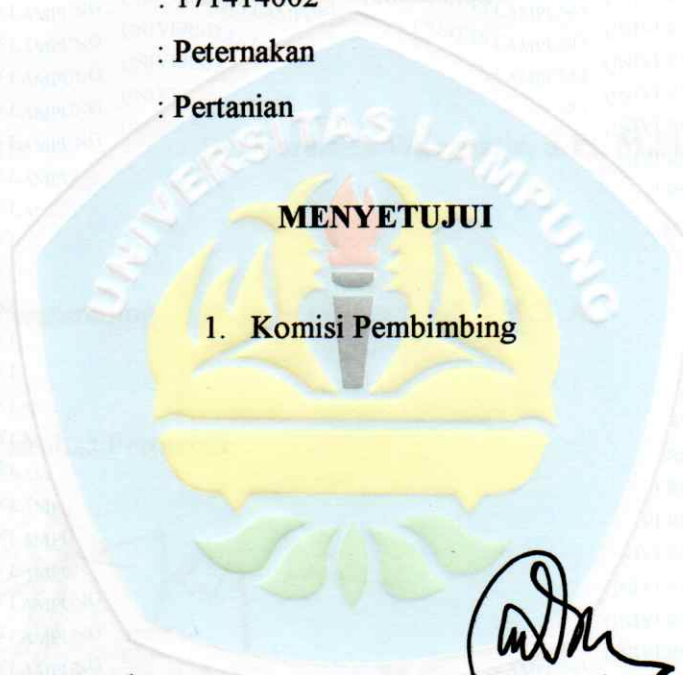 : Peternakan
: Pertanian
UNIVERSITAS LAMPUNG
MENYETUJUI
1. Komisi Pembimbing